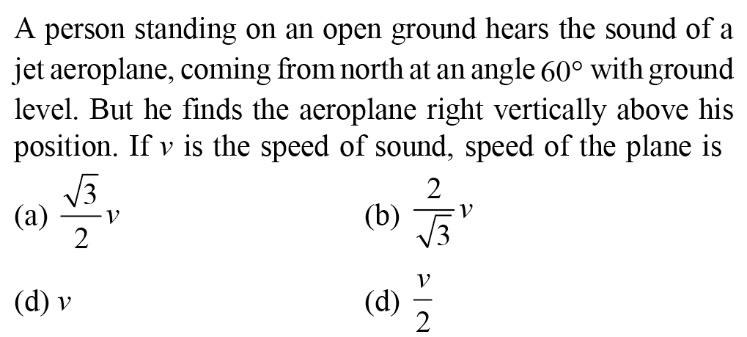 A person standing on an open ground hears the sound of a
jet aeroplane, coming from north at an angle 60° with ground
level. But he finds the aeroplane right vertically above his
position. If v is the speed of sound, speed of the plane is
(a) √3/2 v (b) 2/√3 v
(d) v (d) v/2